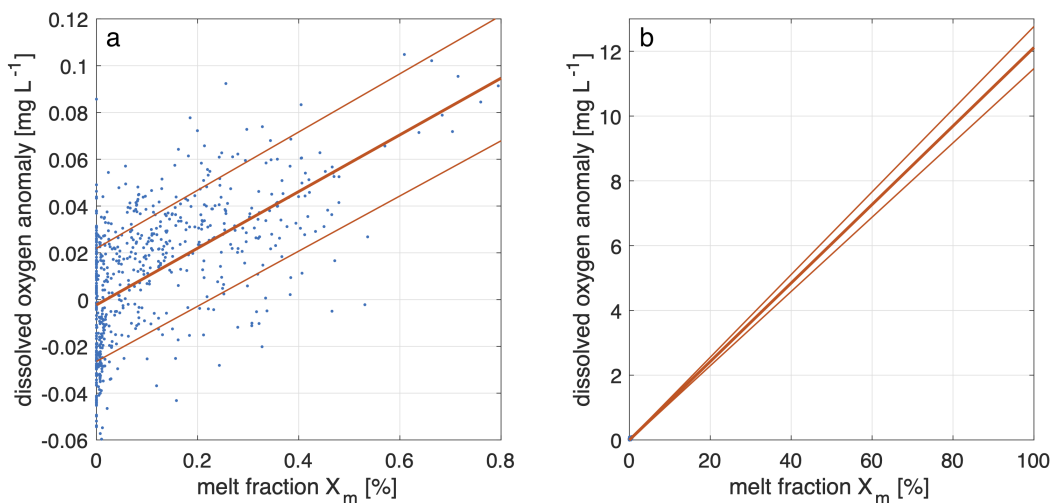 a
0.12
0.1
0.08
0.06
0.04
0.02
0
-0.02
-0.04
-0.06
dissolved oxygen anomaly [mg L⁻¹]
0 0.2 0.4 0.6 0.8
melt fraction Xₘ [%]
b
12
10
8
6
4
2
0
dissolved oxygen anomaly [mg L⁻¹]
0 20 40 60 80 100
melt fraction Xₘ [%]